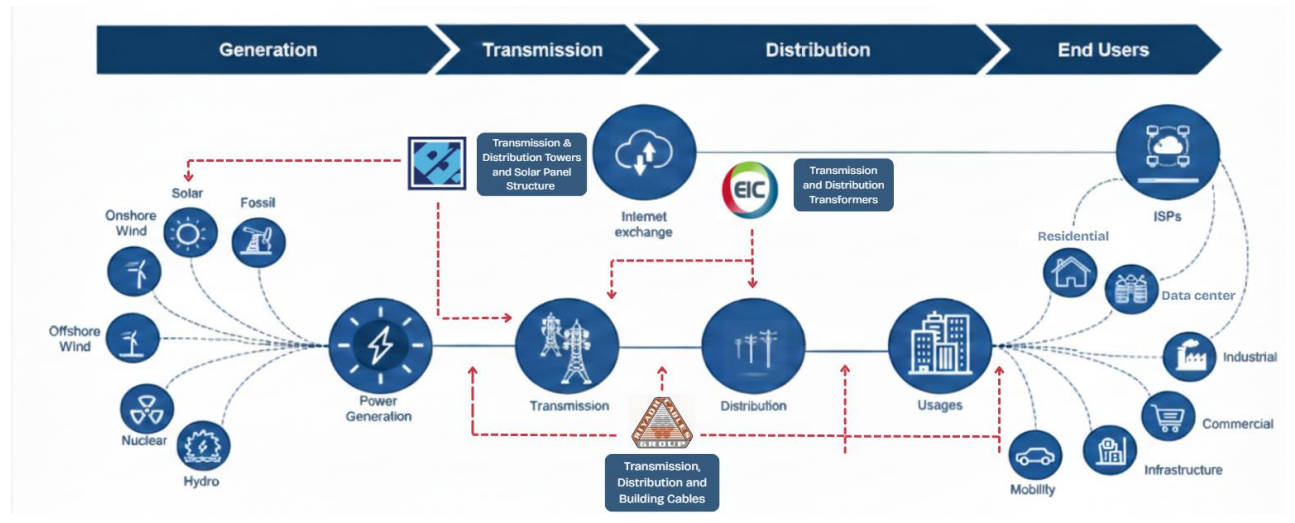 Generation
Transmission
Distribution
End Users
Transmission &
Distribution Towers
and Solar Panel
Structure
EIC
Transmission
and Distribution
Transformers
Internet
exchange
ISPs
Solar
Fossil
Onshore
Wind
Offshore
Wind
Nuclear
Hydro
Power
Generation
Transmission
Distribution
Usages
Residential
Data center
Industrial
Commercial
Infrastructure
Mobility
RIYADH CABLES
GROUP
Transmission,
Distribution and
Building Cables